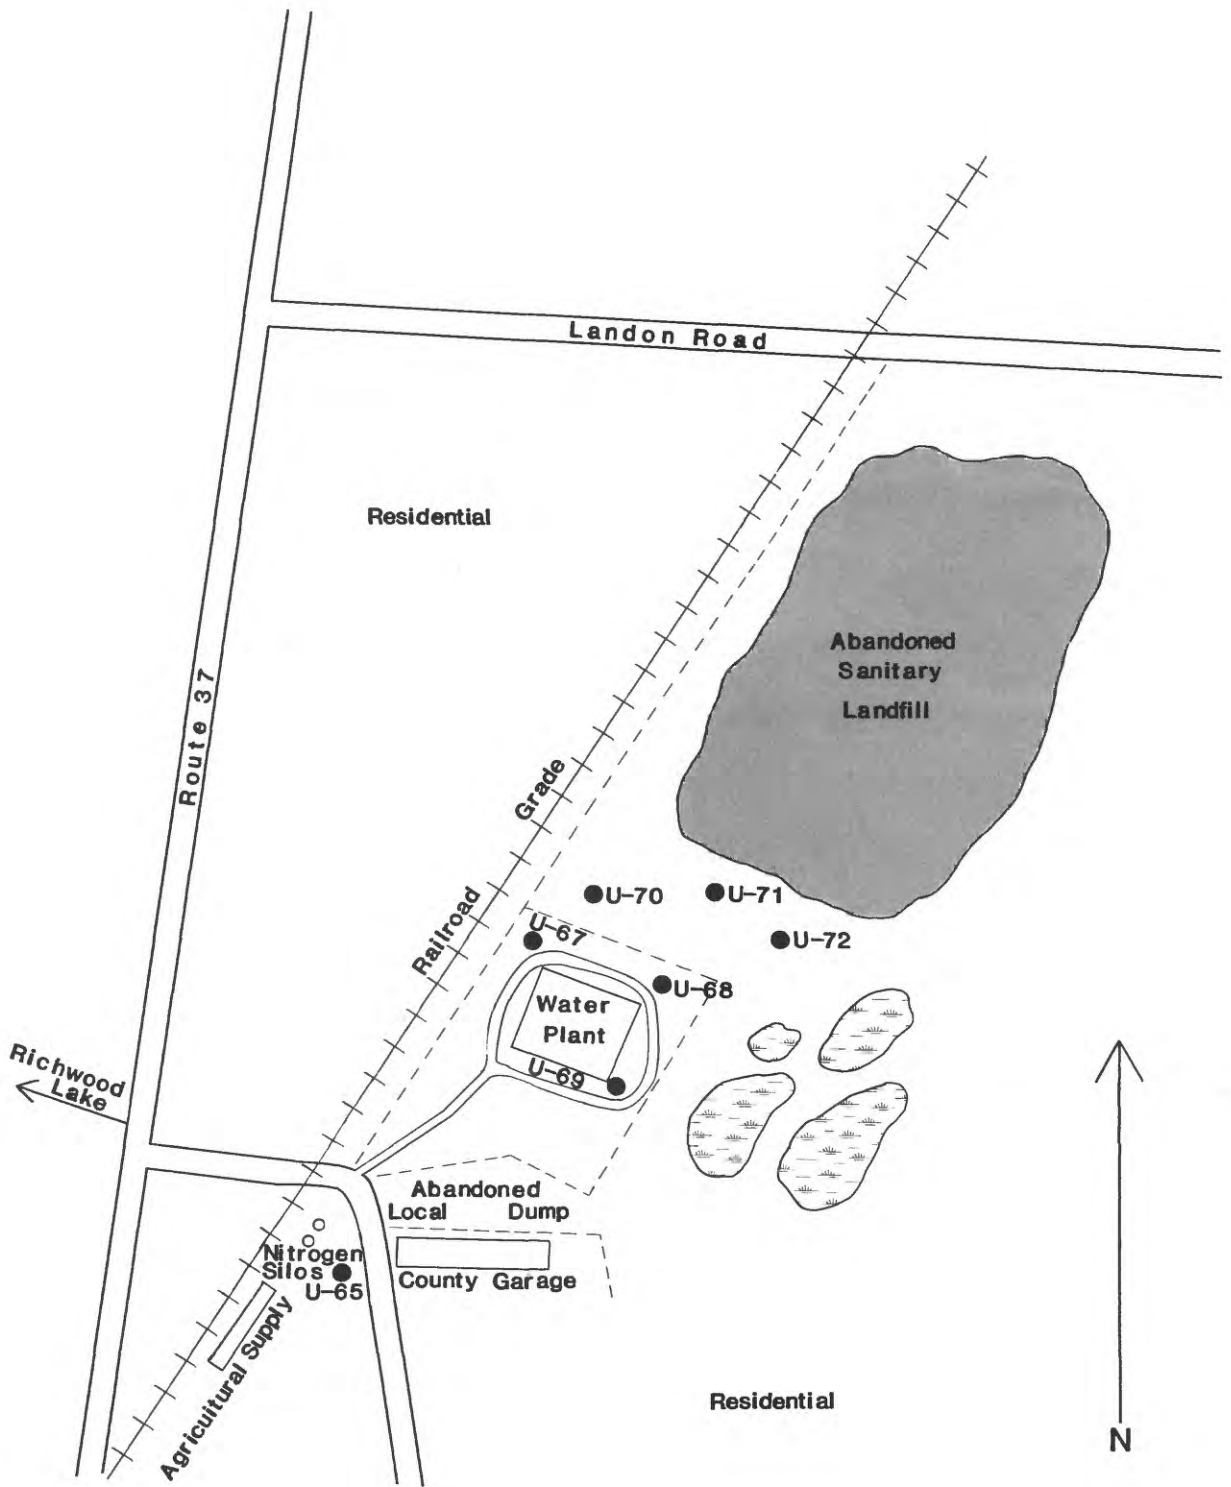 Landon Road
Residential
Abandoned
Sanitary
Landfill
Route 37
Railroad Grade
U-70
U-71
U-67
U-72
U-68
Water
Plant
U-69
Richwood
Lake
Abandoned
Local Dump
Nitrogen
Silos
U-65
County Garage
Agricultural Supply
Residential
N